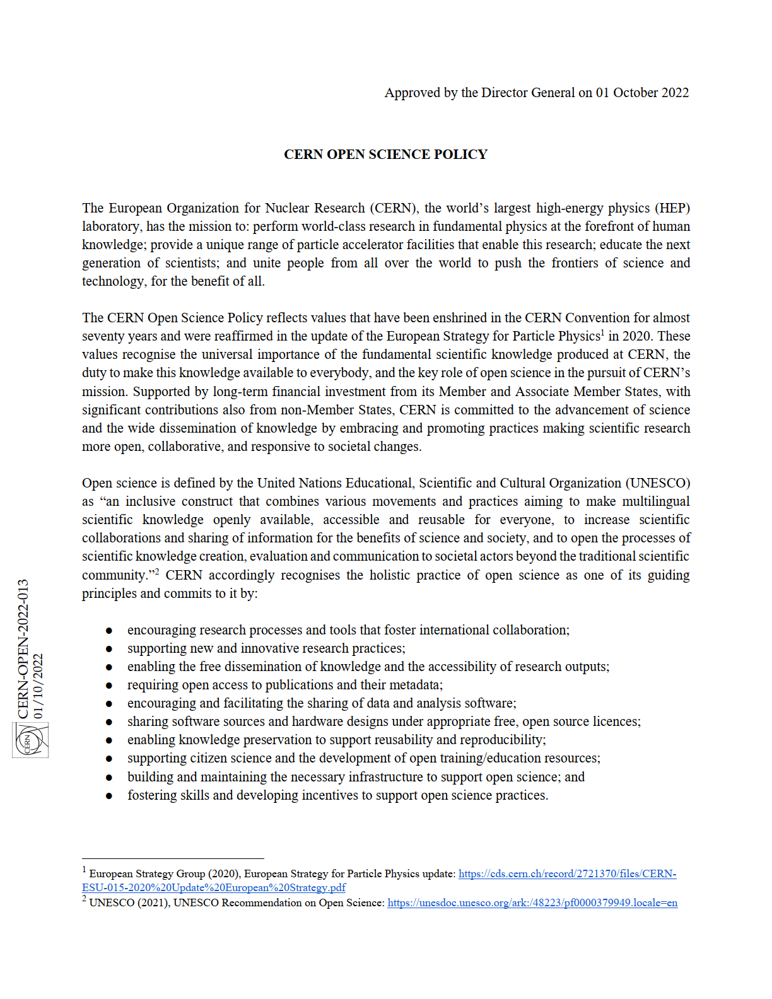 Approved by the Director General on 01 October 2022
CERN OPEN SCIENCE POLICY
The European Organization for Nuclear Research (CERN), the world’s largest high-energy physics (HEP)
laboratory, has the mission to: perform world-class research in fundamental physics at the forefront of human
knowledge; provide a unique range of particle accelerator facilities that enable this research; educate the next
generation of scientists; and unite people from all over the world to push the frontiers of science and
technology, for the benefit of all.
The CERN Open Science Policy reflects values that have been enshrined in the CERN Convention for almost
seventy years and were reaffirmed in the update of the European Strategy for Particle Physics1 in 2020. These
values recognise the universal importance of the fundamental scientific knowledge produced at CERN, the
duty to make this knowledge available to everybody, and the key role of open science in the pursuit of CERN’s
mission. Supported by long-term financial investment from its Member and Associate Member States, with
significant contributions also from non-Member States, CERN is committed to the advancement of science
and the wide dissemination of knowledge by embracing and promoting practices making scientific research
more open, collaborative, and responsive to societal changes.
Open science is defined by the United Nations Educational, Scientific and Cultural Organization (UNESCO)
as “an inclusive construct that combines various movements and practices aiming to make multilingual
scientific knowledge openly available, accessible and reusable for everyone, to increase scientific
collaborations and sharing of information for the benefits of science and society, and to open the processes of
scientific knowledge creation, evaluation and communication to societal actors beyond the traditional scientific
community.”2 CERN accordingly recognises the holistic practice of open science as one of its guiding
principles and commits to it by:
● encouraging research processes and tools that foster international collaboration;
● supporting new and innovative research practices;
● enabling the free dissemination of knowledge and the accessibility of research outputs;
● requiring open access to publications and their metadata;
● encouraging and facilitating the sharing of data and analysis software;
● sharing software sources and hardware designs under appropriate free, open source licences;
● enabling knowledge preservation to support reusability and reproducibility;
● supporting citizen science and the development of open training/education resources;
● building and maintaining the necessary infrastructure to support open science; and
● fostering skills and developing incentives to support open science practices.
1 European Strategy Group (2020), European Strategy for Particle Physics update: https://cds.cern.ch/record/2721370/files/CERN-
ESU-015-2020%20Update%20European%20Strategy.pdf
2 UNESCO (2021), UNESCO Recommendation on Open Science: https://unesdoc.unesco.org/ark:/48223/pf0000379949.locale=en
CERN-OPEN-2022-013
01/10/2022
CERN